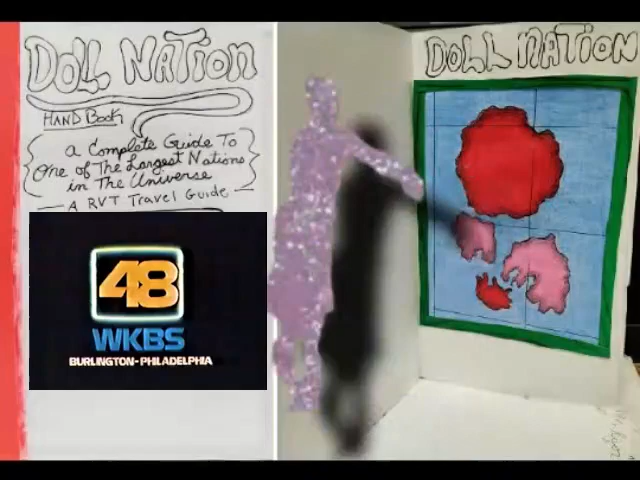 DOLL NATION
HAND Book
a Complete Guide To
One of The Largest Nations
in The Universe
A RVT Travel Guide
48
WKBS
BURLINGTON-PHILADELPHIA
DOLL NATION